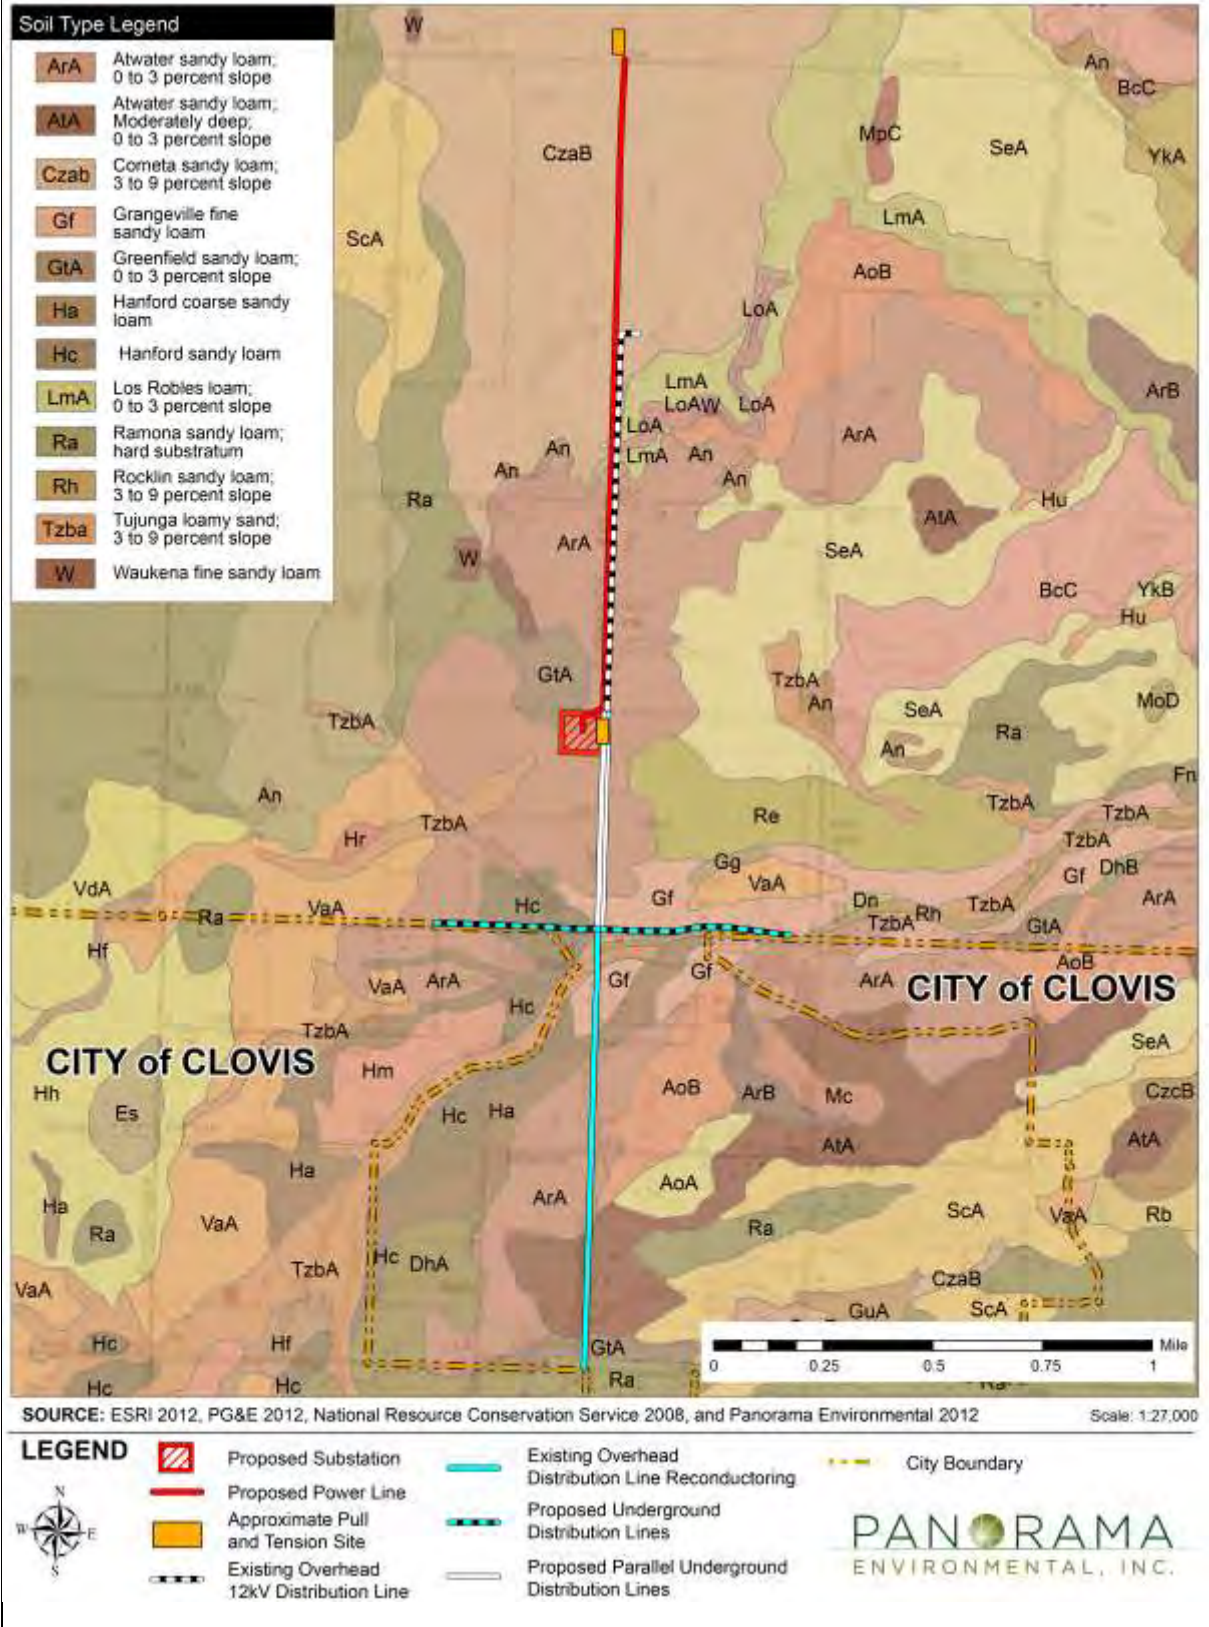 Soil Type Legend
ArA Atwater sandy loam;
0 to 3 percent slope
AtA Atwater sandy loam;
Moderately deep;
0 to 3 percent slope
Czab Cometa sandy loam;
3 to 9 percent slope
Gf Grangeville fine
sandy loam
GtA Greenfield sandy loam;
0 to 3 percent slope
Ha Hanford coarse sandy
loam
Hc Hanford sandy loam
LmA Los Robles loam;
0 to 3 percent slope
Ra Ramona sandy loam;
hard substratum
Rh Rocklin sandy loam;
3 to 9 percent slope
Tzba Tujunga loamy sand;
3 to 9 percent slope
W Waukena fine sandy loam
W
An
BcC
CzaB
MpC
SeA
YkA
ScA
LmA
AoB
LoA
LmA
ArB
LoAW
LoA
LoA
ArA
An
LmA
An
An
An
Ra
Hu
AtA
ArA
SeA
W
BcC
YkB
Hu
GtA
TzbA
An
SeA
MoD
TzbA
Ra
An
Fn
An
TzbA
TzbA
Re
TzbA
Hr
TzbA
Gg
DhB
VaA
Gf
VdA
Gf
ArA
Hc
Dn
TzbA
VaA
Rh
Ra
TzbA
GtA
Hf
AoB
Gf
Gf
ArA
VaA
ArA
CITY of CLOVIS
Hc
TzbA
SeA
CITY of CLOVIS
Hm
AoB
Hh
ArB
Mc
CzcB
Es
Hc
Ha
AtA
AtA
Ha
AoA
ArA
Ha
ScA
VaA
Rb
VaA
Ra
Ra
Hc
DhA
TzbA
CzaB
VaA
GuA
ScA
Hc
Hf
GtA
Mile
0 0.25 0.5 0.75 1
Ra
Hc
Hc
SOURCE: ESRI 2012, PG&E 2012, National Resource Conservation Service 2008, and Panorama Environmental 2012
Scale: 1:27,000
LEGEND
N
W
E
S
Proposed Substation
Proposed Power Line
Approximate Pull
and Tension Site
Existing Overhead
12kV Distribution Line
Existing Overhead
Distribution Line Reconductoring
Proposed Underground
Distribution Lines
Proposed Parallel Underground
Distribution Lines
City Boundary
PANORAMA
ENVIRONMENTAL, INC.